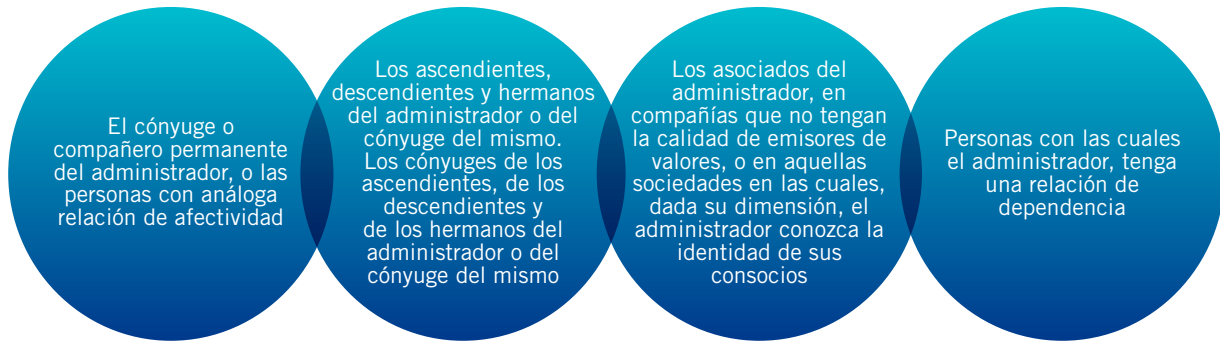 El cónyuge o
compañero permanente
del administrador, o las
personas con análoga
relación de afectividad
Los ascendientes,
descendientes y hermanos
del administrador o del
cónyuge del mismo.
Los cónyuges de los
ascendientes, de los
descendientes y
de los hermanos del
administrador o del
cónyuge del mismo
Los asociados del
administrador, en
compañías que no tengan
la calidad de emisores de
valores, o en aquellas
sociedades en las cuales,
dada su dimensión, el
administrador conozca la
identidad de sus
consocios
Personas con las cuales
el administrador, tenga
una relación de
dependencia